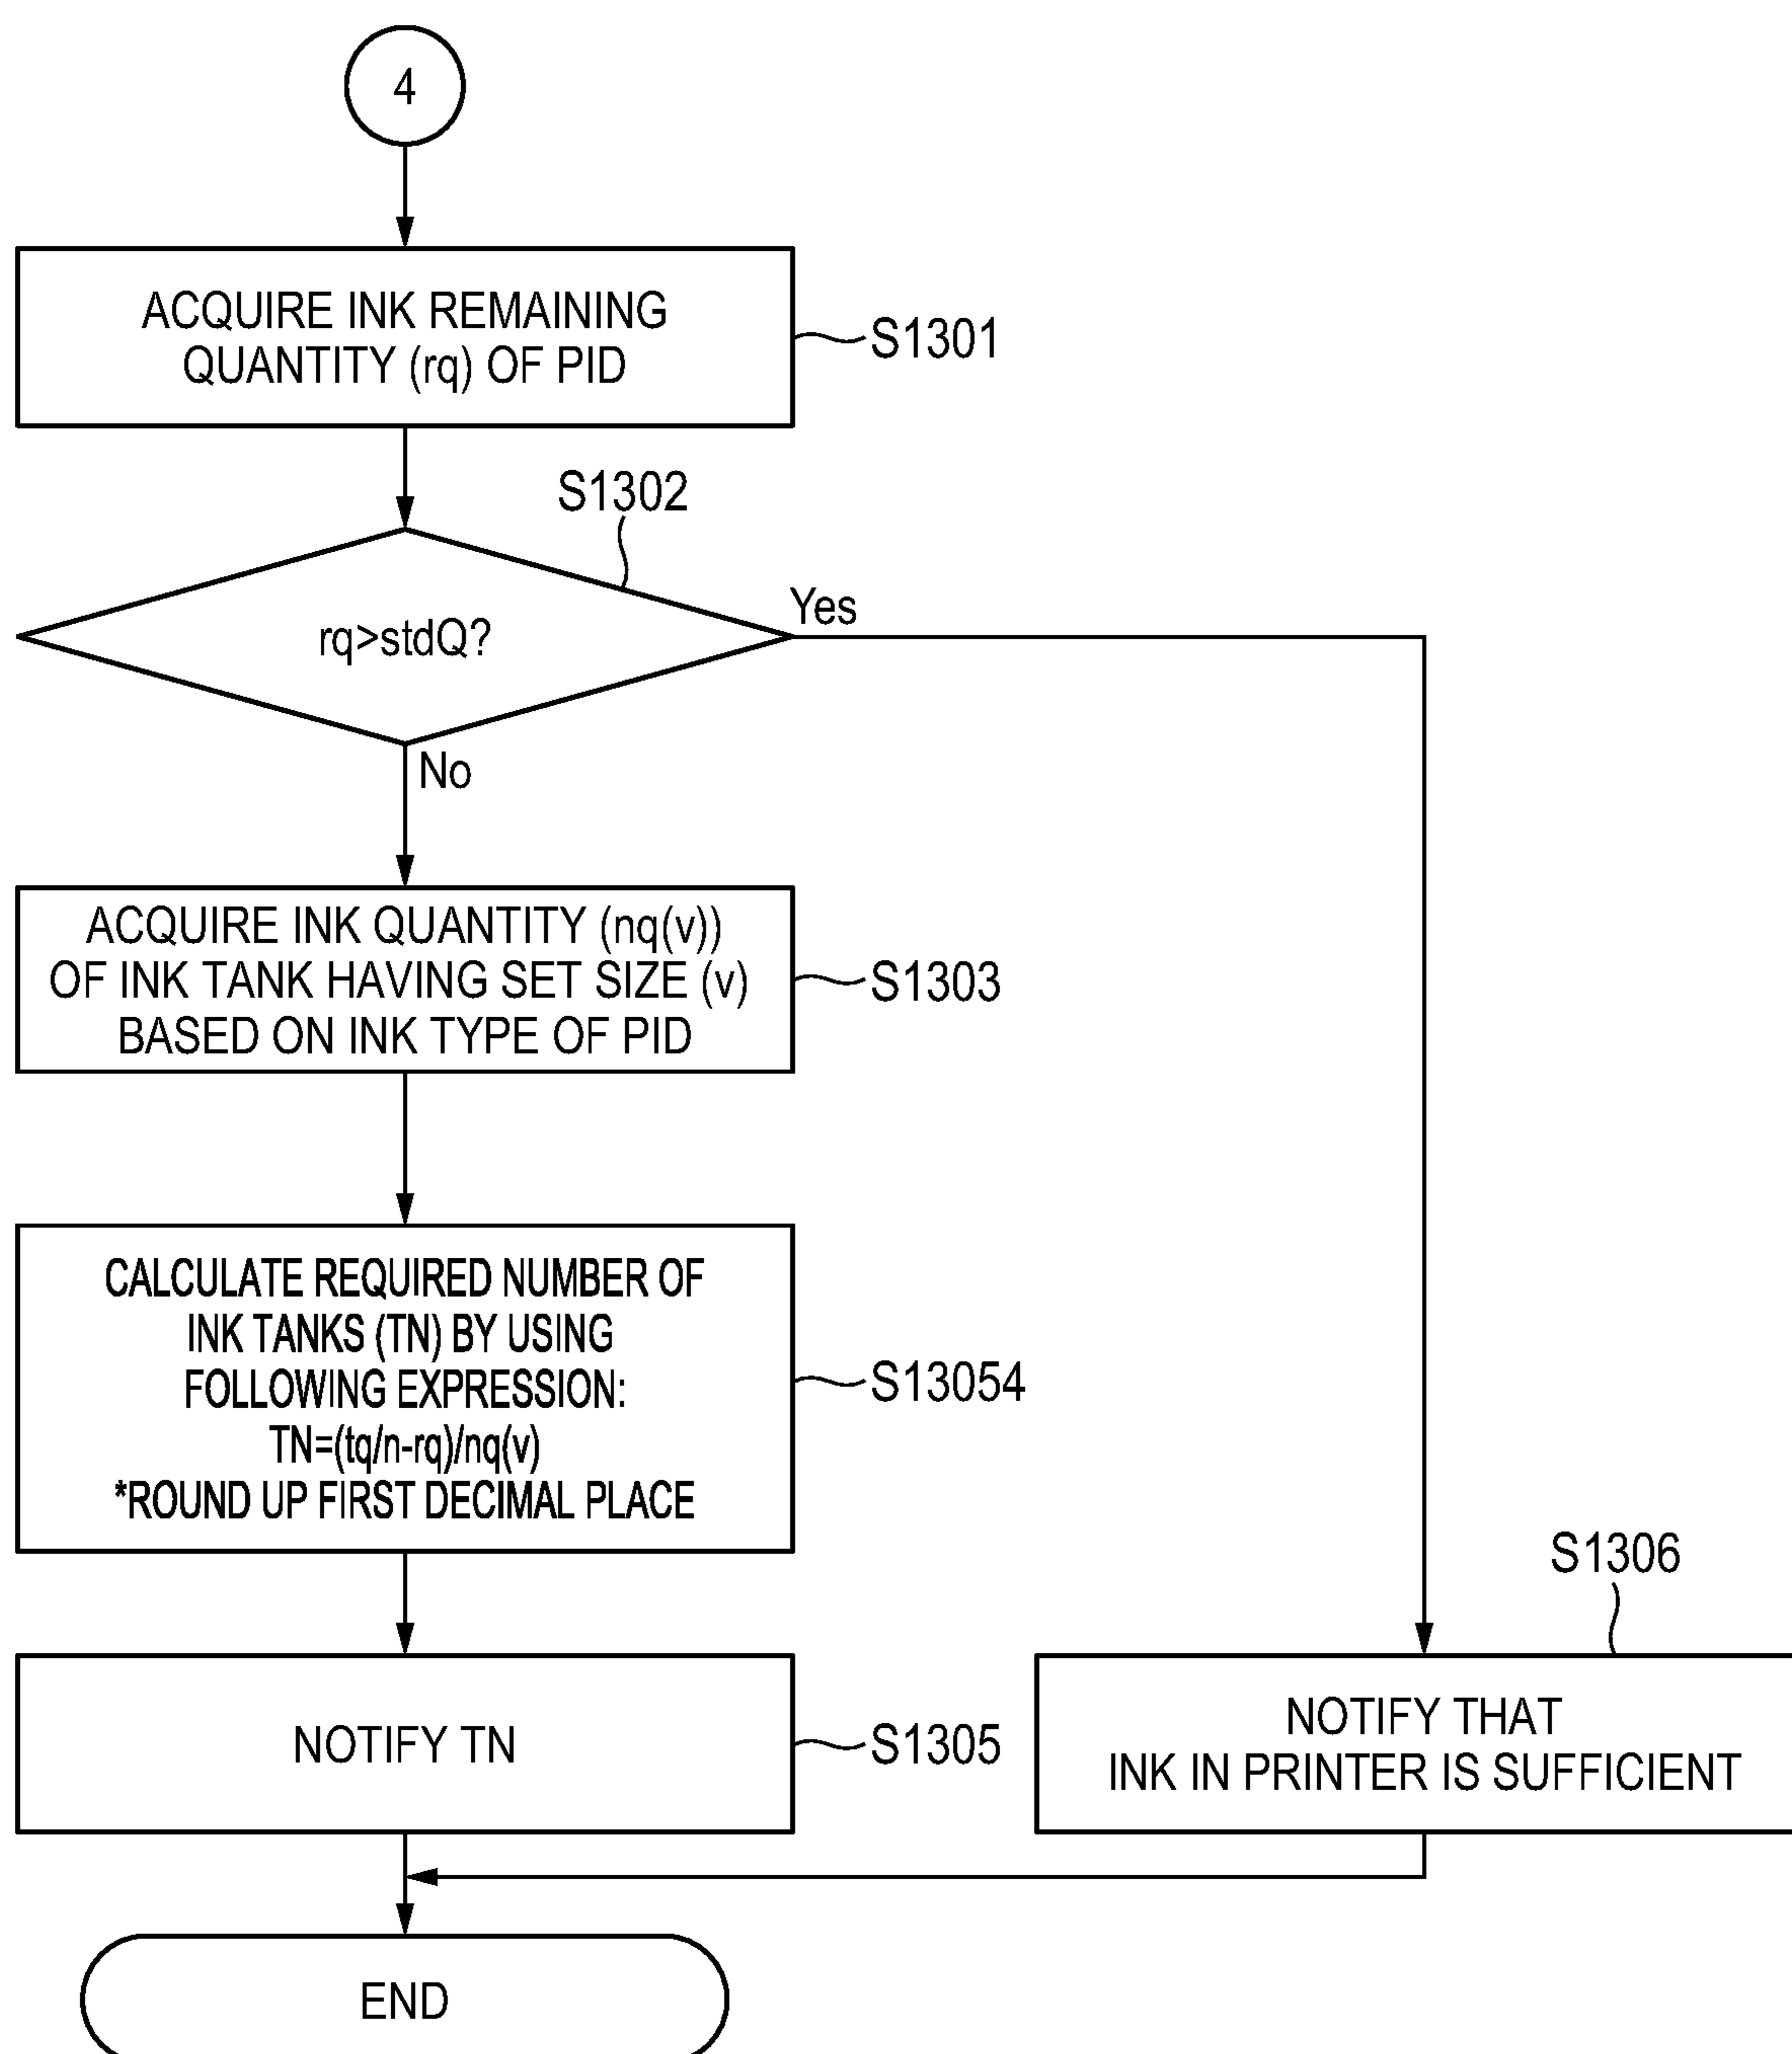 4
ACQUIRE INK REMAINING
QUANTITY (rq) OF PID
S1301
S1302
rq>stdQ?
Yes
No
ACQUIRE INK QUANTITY (nq(v))
OF INK TANK HAVING SET SIZE (v)
BASED ON INK TYPE OF PID
S1303
CALCULATE REQUIRED NUMBER OF
INK TANKS (TN) BY USING
FOLLOWING EXPRESSION:
TN=(tq/n-rq)/nq(v)
*ROUND UP FIRST DECIMAL PLACE
S13054
NOTIFY TN
S1305
S1306
NOTIFY THAT
INK IN PRINTER IS SUFFICIENT
END